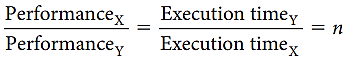 Performance_X / Performance_Y = Execution time_Y / Execution time_X = n